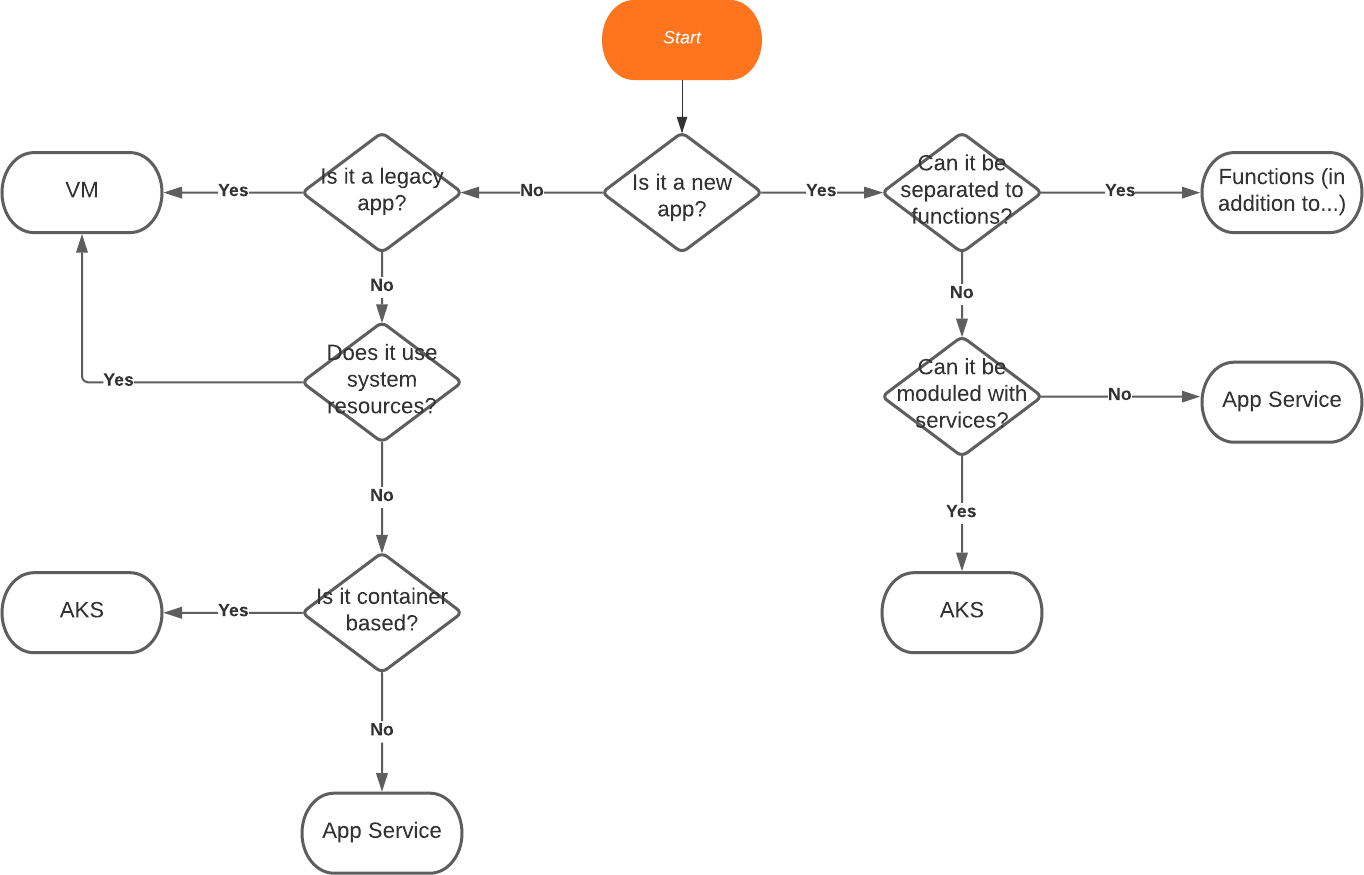 Start
Is it a new
app?
No
Yes
Is it a legacy
app?
Yes
VM
No
Does it use
system
resources?
Yes
No
Is it container
based?
Yes
AKS
No
App Service
Can it be
separated to
functions?
Yes
Functions (in
addition to...)
No
Can it be
moduled with
services?
No
App Service
Yes
AKS